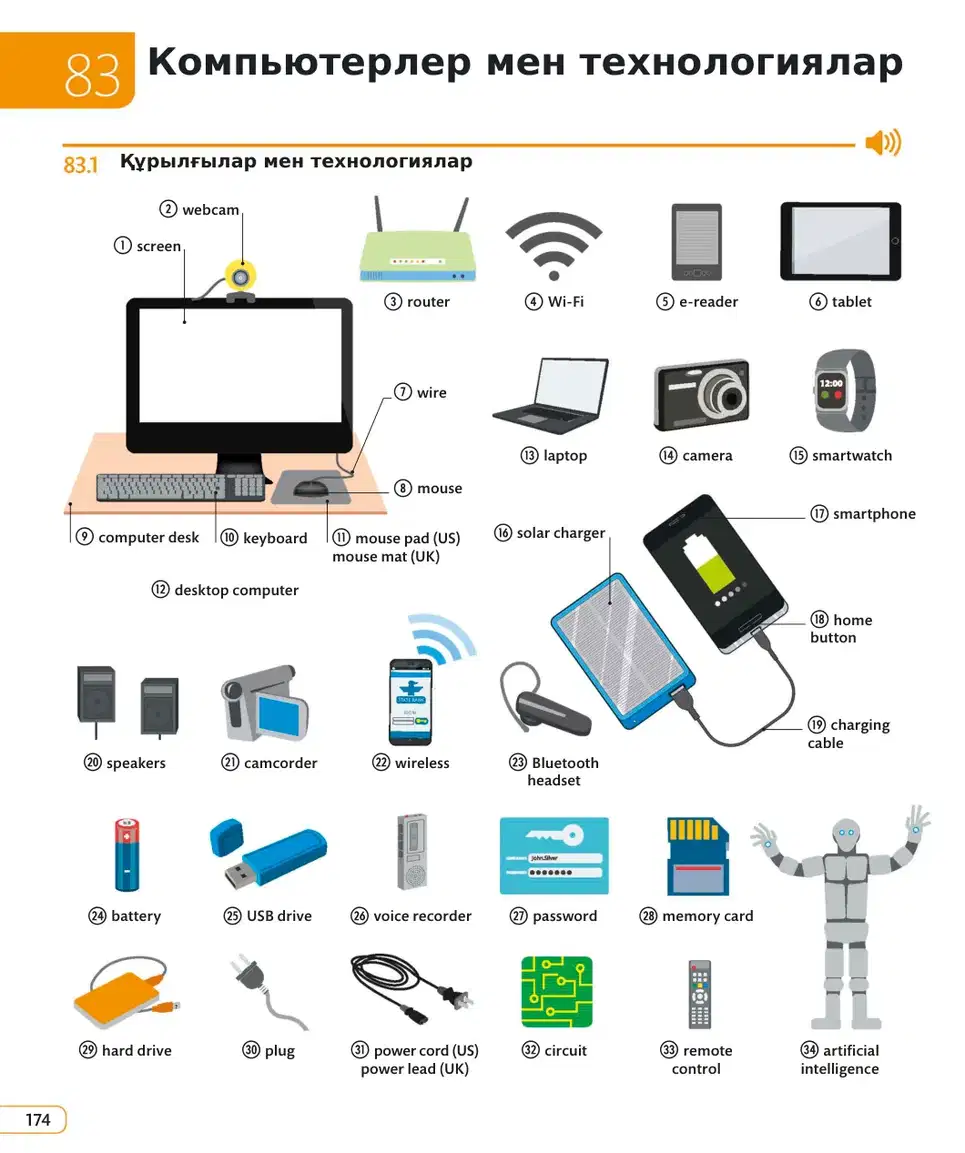 83
Компьютерлер мен технологиялар
83.1 Құрылғылар мен технологиялар
② webcam
① screen
③ router
④ Wi-Fi
⑤ e-reader
⑥ tablet
⑦ wire
⑧ mouse
⑨ computer desk
⑩ keyboard
⑪ mouse pad (US)
mouse mat (UK)
⑫ desktop computer
⑬ laptop
⑭ camera
12:00
⑮ smartwatch
⑯ solar charger
⑰ smartphone
⑱ home
button
⑲ charging
cable
⑳ speakers
㉑ camcorder
㉒ wireless
㉓ Bluetooth
headset
㉔ battery
㉕ USB drive
㉖ voice recorder
John.Silver
㉗ password
㉘ memory card
㉙ hard drive
㉚ plug
㉛ power cord (US)
power lead (UK)
㉜ circuit
㉝ remote
control
㉞ artificial
intelligence
174